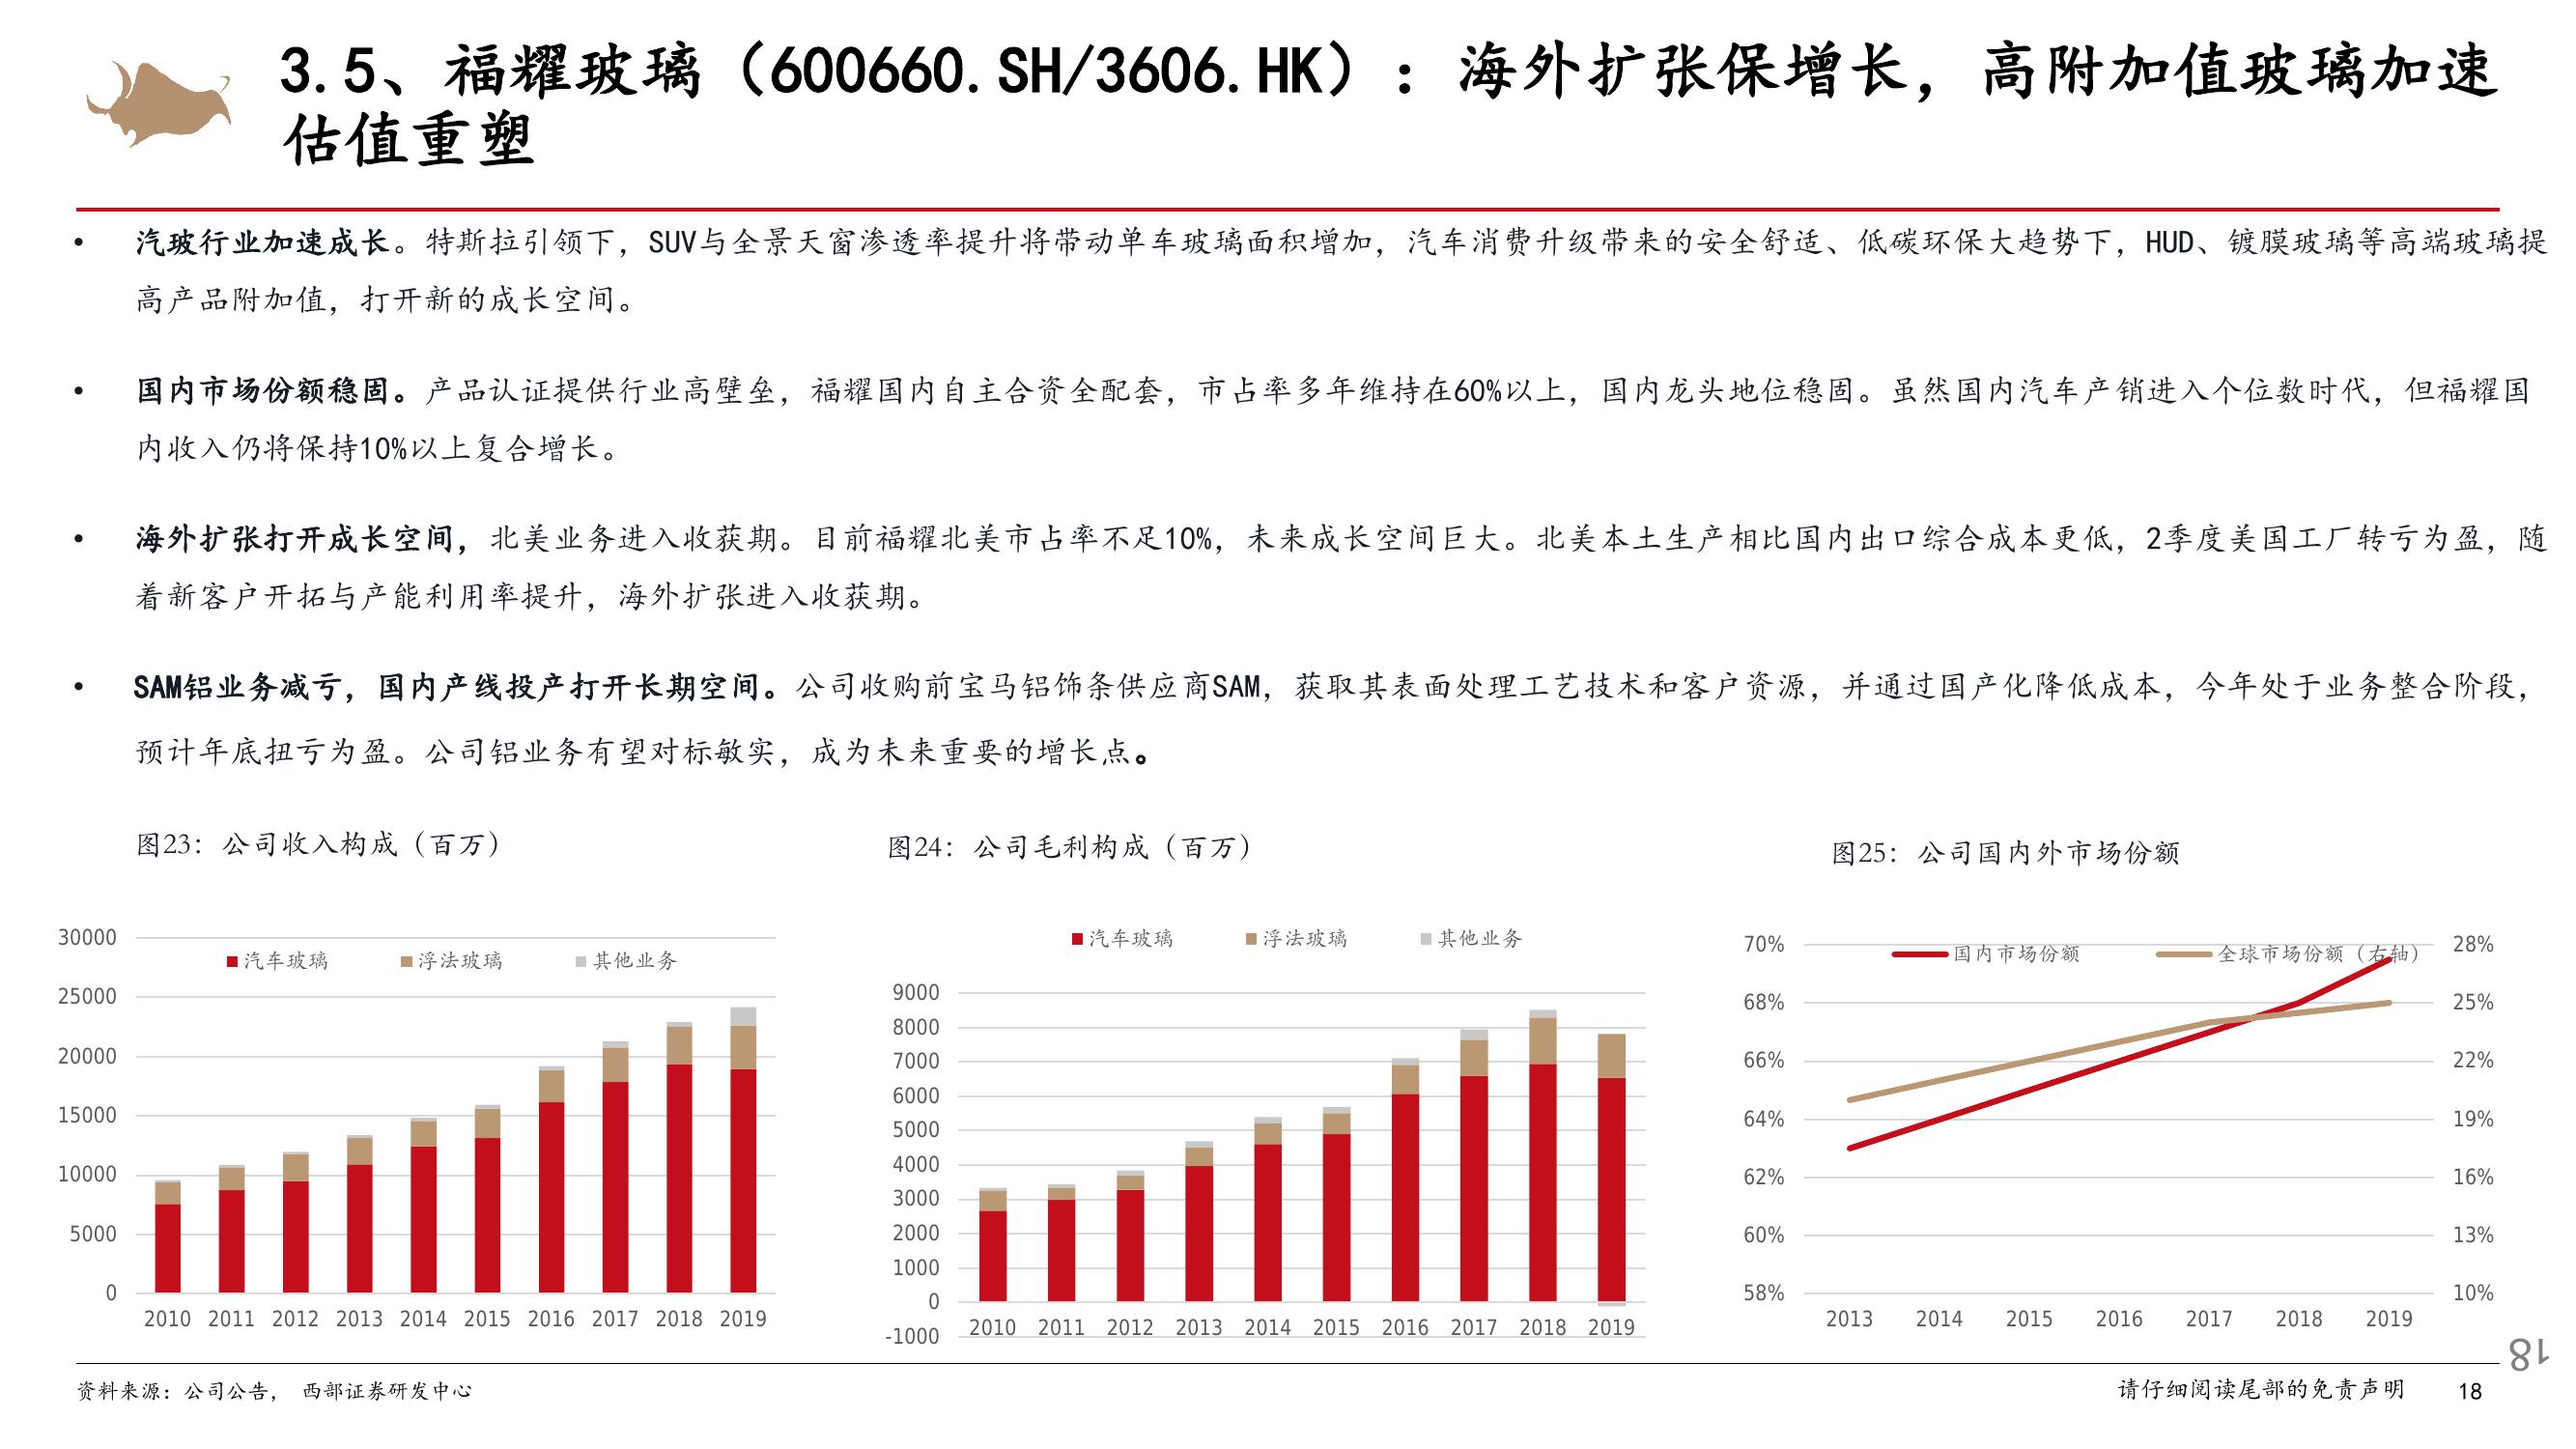 3.5、福耀玻璃（600660.SH/3606.HK）：海外扩张保增长，高附加值玻璃加速
估值重塑
• 汽玻行业加速成长。特斯拉引领下，SUV与全景天窗渗透率提升将带动单车玻璃面积增加，汽车消费升级带来的安全舒适、低碳环保大趋势下，HUD、镀膜玻璃等高端玻璃提
高产品附加值，打开新的成长空间。
• 国内市场份额稳固。产品认证提供行业高壁垒，福耀国内自主合资全配套，市占率多年维持在60%以上，国内龙头地位稳固。虽然国内汽车产销进入个位数时代，但福耀国
内收入仍将保持10%以上复合增长。
• 海外扩张打开成长空间，北美业务进入收获期。目前福耀北美市占率不足10%，未来成长空间巨大。北美本土生产相比国内出口综合成本更低，2季度美国工厂转亏为盈，随
着新客户开拓与产能利用率提升，海外扩张进入收获期。
• SAM铝业务减亏，国内产线投产打开长期空间。公司收购前宝马铝饰条供应商SAM，获取其表面处理工艺技术和客户资源，并通过国产化降低成本，今年处于业务整合阶段，
预计年底扭亏为盈。公司铝业务有望对标敏实，成为未来重要的增长点。
图23：公司收入构成（百万）
汽车玻璃 浮法玻璃 其他业务
30000
25000
20000
15000
10000
5000
0
2010 2011 2012 2013 2014 2015 2016 2017 2018 2019
图24：公司毛利构成（百万）
汽车玻璃 浮法玻璃 其他业务
9000
8000
7000
6000
5000
4000
3000
2000
1000
0
-1000
2010 2011 2012 2013 2014 2015 2016 2017 2018 2019
图25：公司国内外市场份额
国内市场份额 全球市场份额（右轴）
70%
68%
66%
64%
62%
60%
58%
28%
25%
22%
19%
16%
13%
10%
2013 2014 2015 2016 2017 2018 2019
18
资料来源：公司公告， 西部证券研发中心
请仔细阅读尾部的免责声明 18